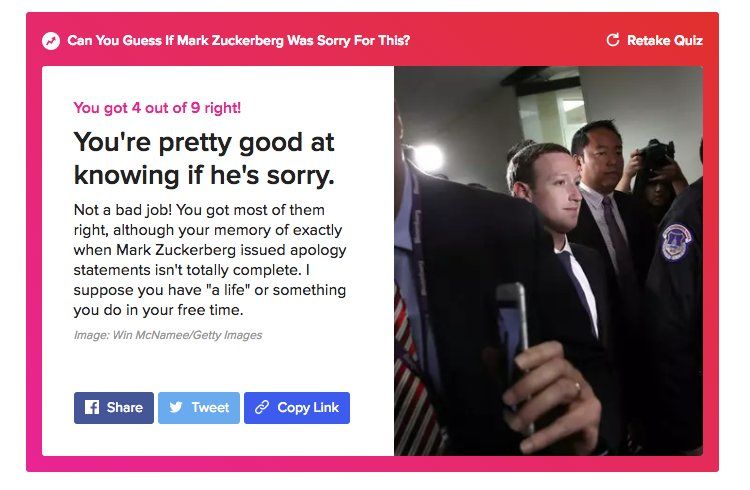 Can You Guess If Mark Zuckerberg Was Sorry For This?
Retake Quiz
You got 4 out of 9 right!
You're pretty good at
knowing if he's sorry.
Not a bad job! You got most of them
right, although your memory of exactly
when Mark Zuckerberg issued apology
statements isn't totally complete. I
suppose you have "a life" or something
you do in your free time.
Image: Win McNamee/Getty Images
Share
Tweet
Copy Link